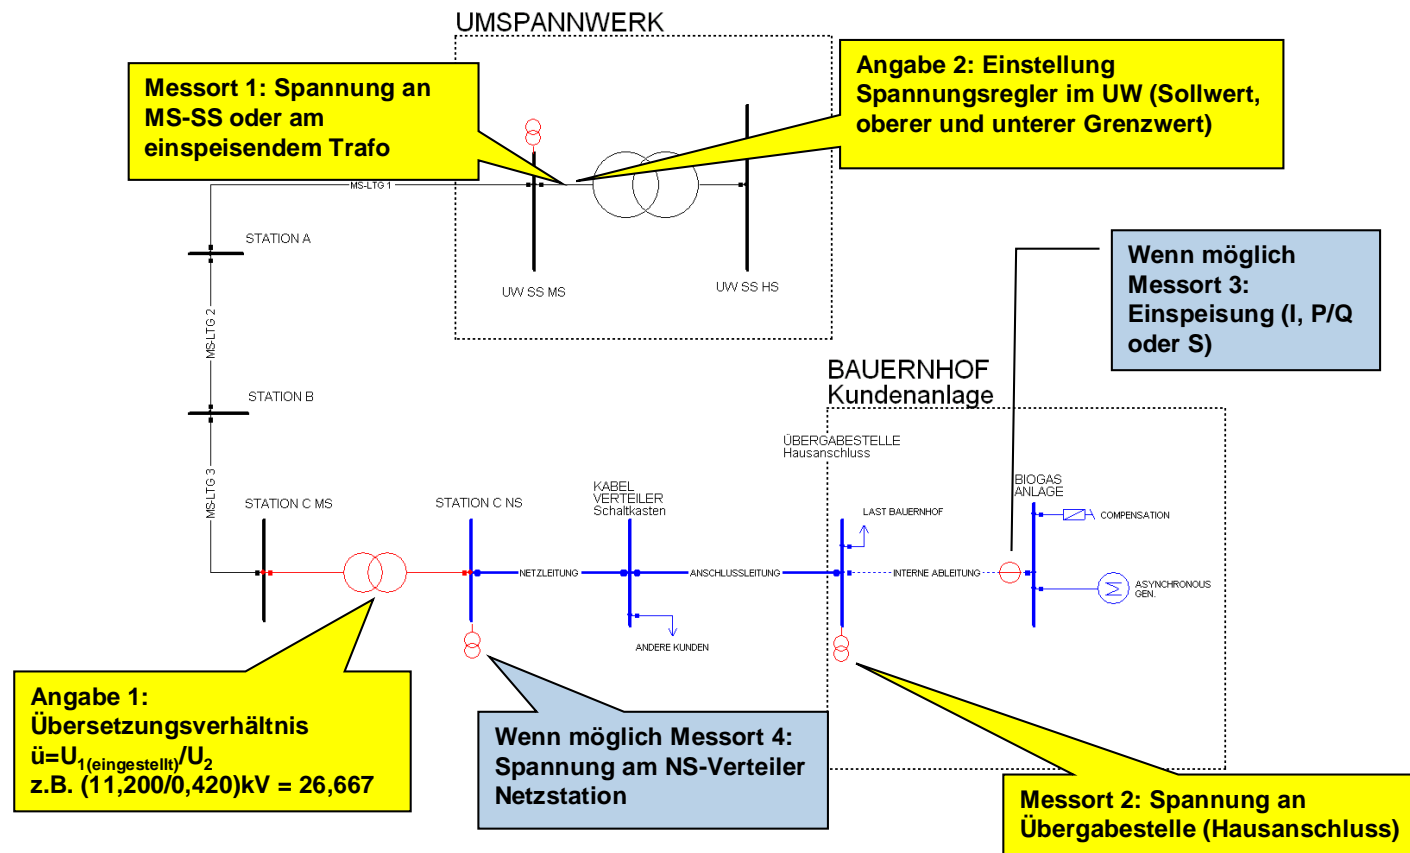 UMSPANNWERK
Messort 1: Spannung an
MS-SS oder am
einspeisendem Trafo
Angabe 2: Einstellung
Spannungsregler im UW (Sollwert,
oberer und unterer Grenzwert)
MS-LTG 1
STATION A
UW SS MS
UW SS HS
Wenn möglich
Messort 3:
Einspeisung (I, P/Q
oder S)
MS-LTG 2
BAUERNHOF
Kundenanlage
STATION B
ÜBERGABESTELLE
Hausanschluss
MS-LTG 3
STATION C MS
STATION C NS
KABEL
VERTEILER
Schaltkasten
BIOGAS
ANLAGE
LAST BAUERNHOF
COMPENSATION
NETZLEITUNG
ANSCHLUSSLEITUNG
INTERNE ABLEITUNG
ASYNCHRONOUS
GEN.
ANDERE KUNDEN
Angabe 1:
Übersetzungsverhältnis
ü=U1(eingestellt)/U2
z.B. (11,200/0,420)kV = 26,667
Wenn möglich Messort 4:
Spannung am NS-Verteiler
Netzstation
Messort 2: Spannung an
Übergabestelle (Hausanschluss)